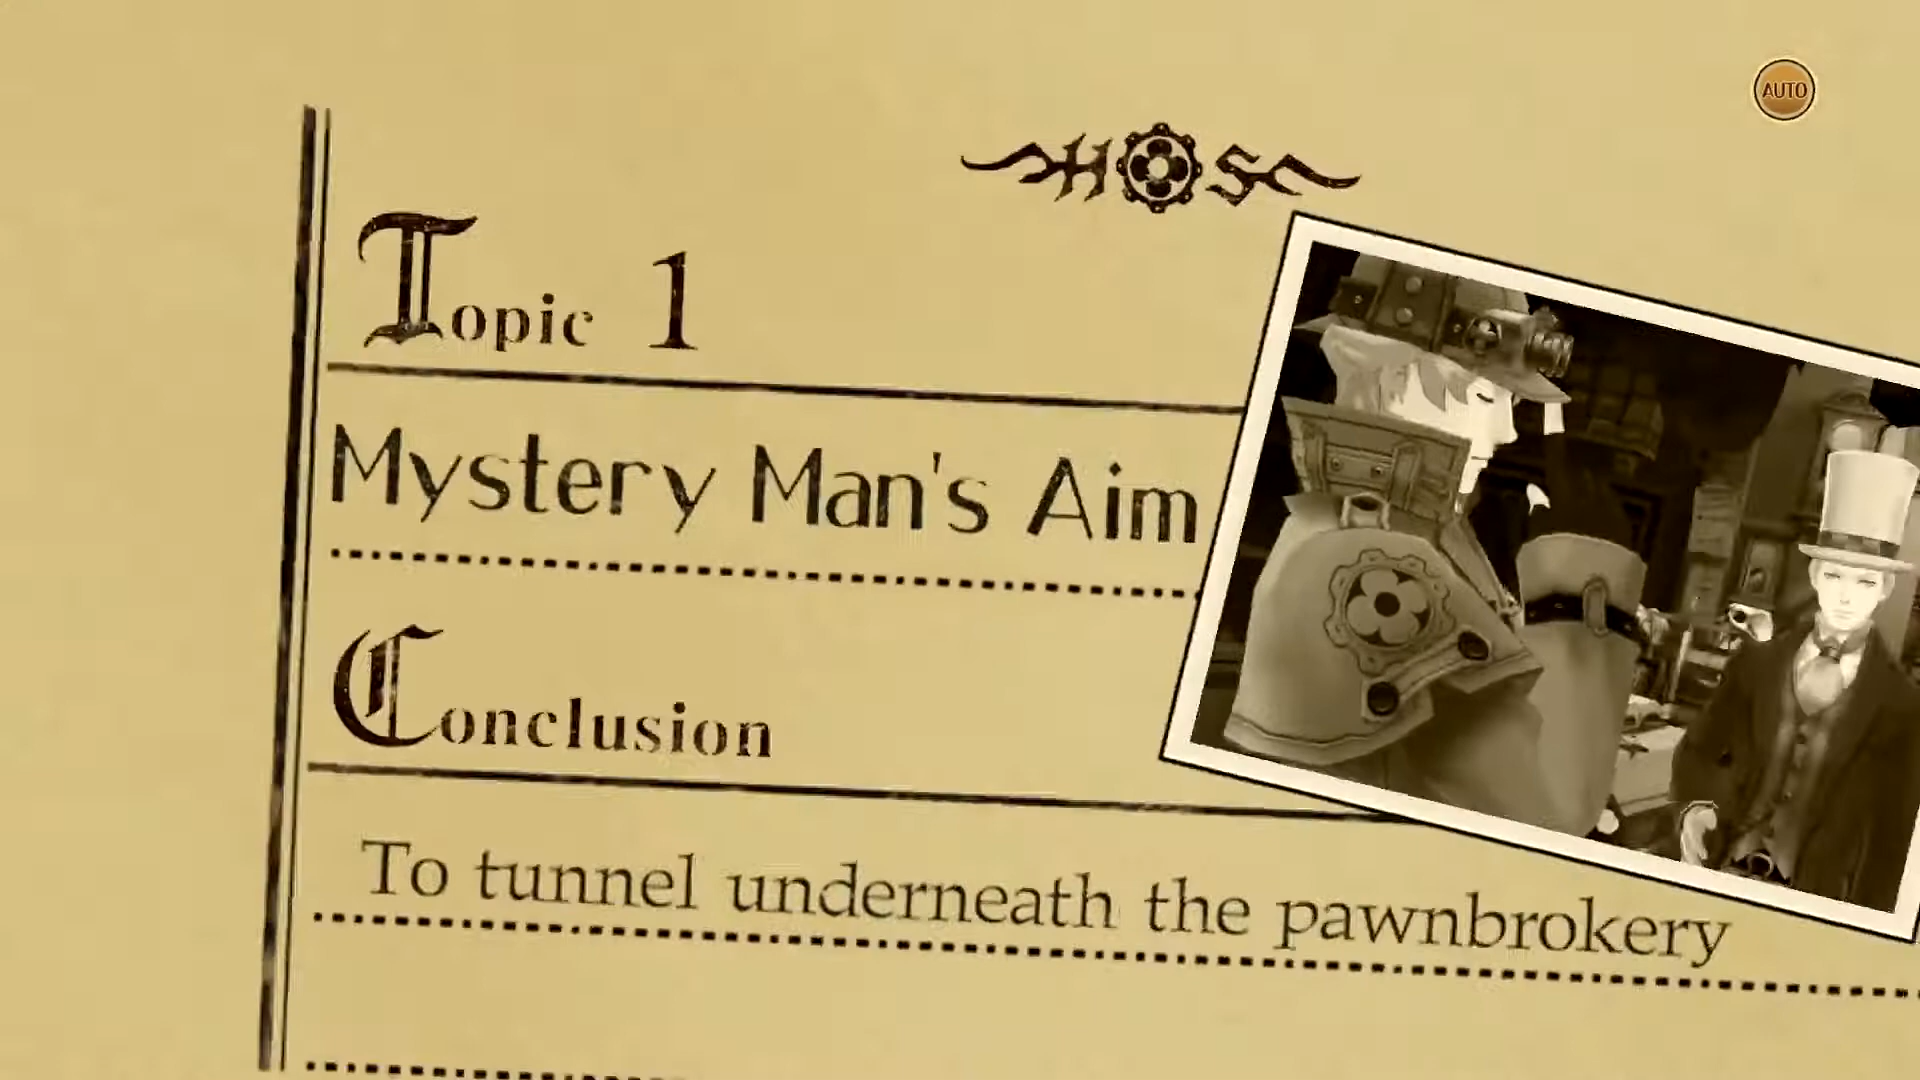 AUTO
H S
Topic 1
Mystery Man's Aim
Conclusion
To tunnel underneath the pawnbrokery